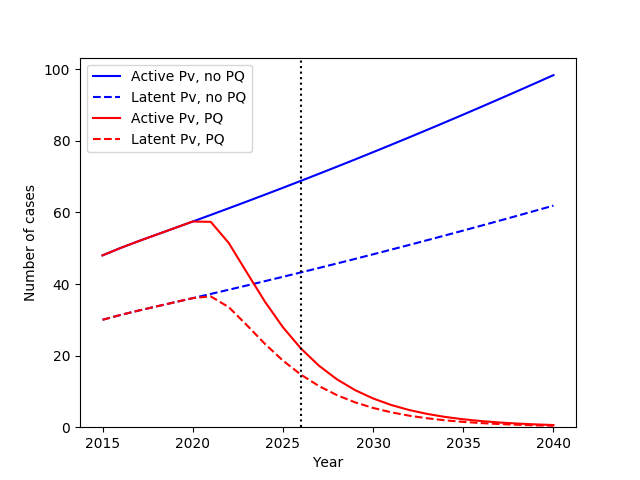 Active Pv, no PQ
Latent Pv, no PQ
Active Pv, PQ
Latent Pv, PQ
100
80
60
40
20
0
Number of cases
2015 2020 2025 2030 2035 2040
Year